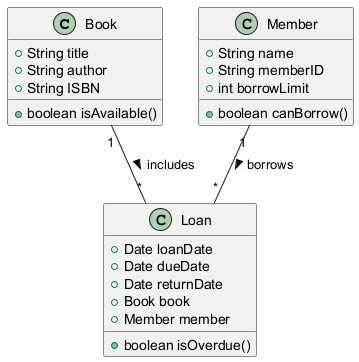 C Book
String title
String author
String ISBN
boolean isAvailable()
C Member
String name
String memberID
int borrowLimit
boolean canBorrow()
1
includes
*
1
borrows
*
C Loan
Date loanDate
Date dueDate
Date returnDate
Book book
Member member
boolean isOverdue()